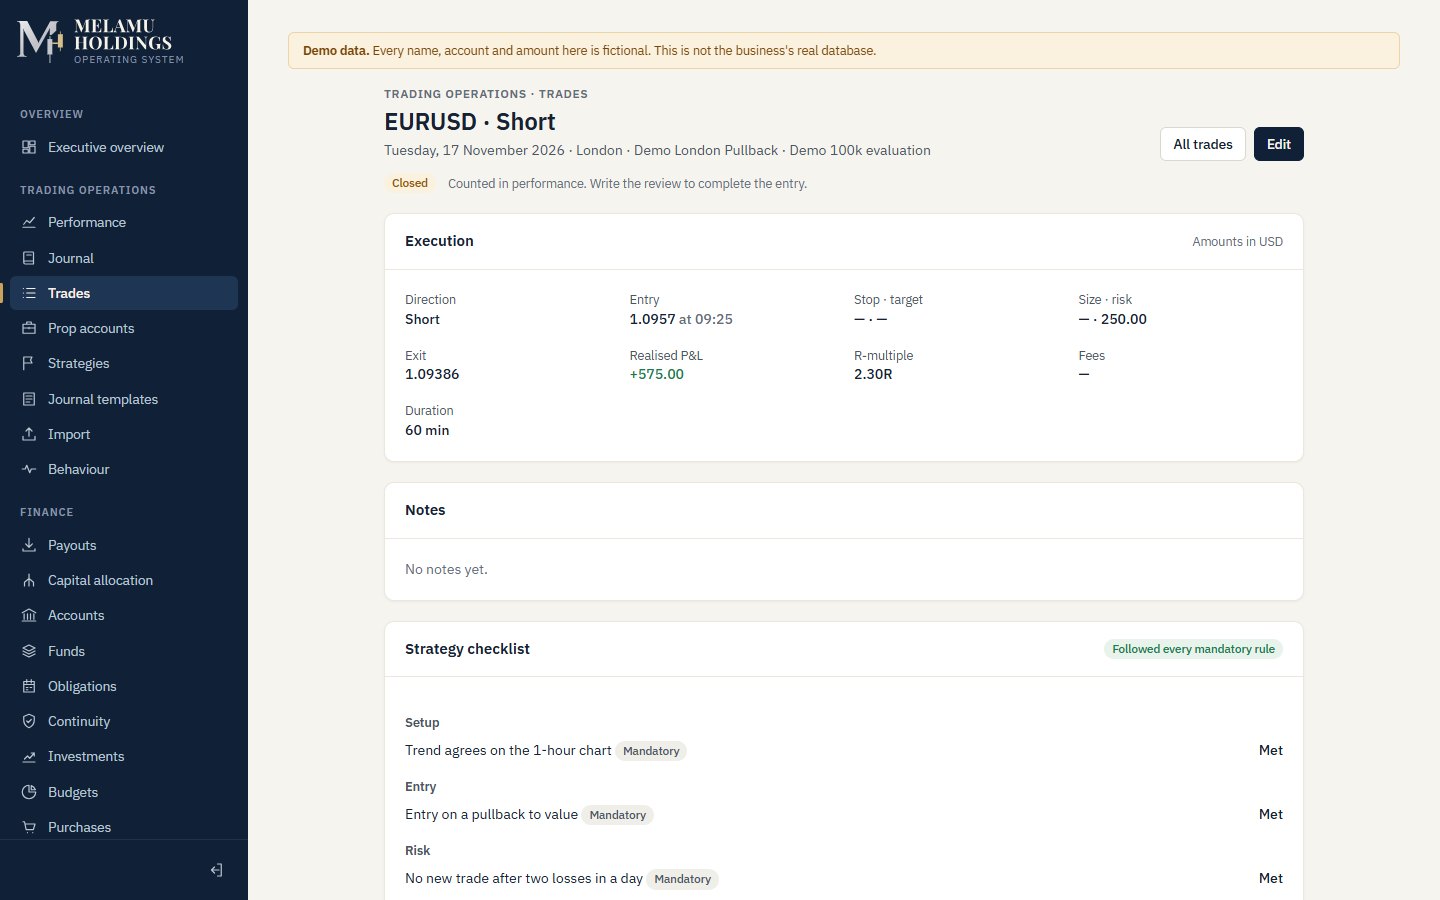 MELAMU
HOLDINGS
OPERATING SYSTEM
OVERVIEW
Executive overview
TRADING OPERATIONS
Performance
Journal
Trades
Prop accounts
Strategies
Journal templates
Import
Behaviour
FINANCE
Payouts
Capital allocation
Accounts
Funds
Obligations
Continuity
Investments
Budgets
Purchases
Demo data. Every name, account and amount here is fictional. This is not the business's real database.
TRADING OPERATIONS · TRADES
EURUSD · Short
Tuesday, 17 November 2026 · London · Demo London Pullback · Demo 100k evaluation
All trades
Edit
Closed Counted in performance. Write the review to complete the entry.
Execution Amounts in USD
Direction Entry Stop · target Size · risk
Short 1.0957 at 09:25 — · — — · 250.00
Exit Realised P&L R-multiple Fees
1.09386 +575.00 2.30R —
Duration
60 min
Notes
No notes yet.
Strategy checklist Followed every mandatory rule
Setup
Trend agrees on the 1-hour chart Mandatory Met
Entry
Entry on a pullback to value Mandatory Met
Risk
No new trade after two losses in a day Mandatory Met